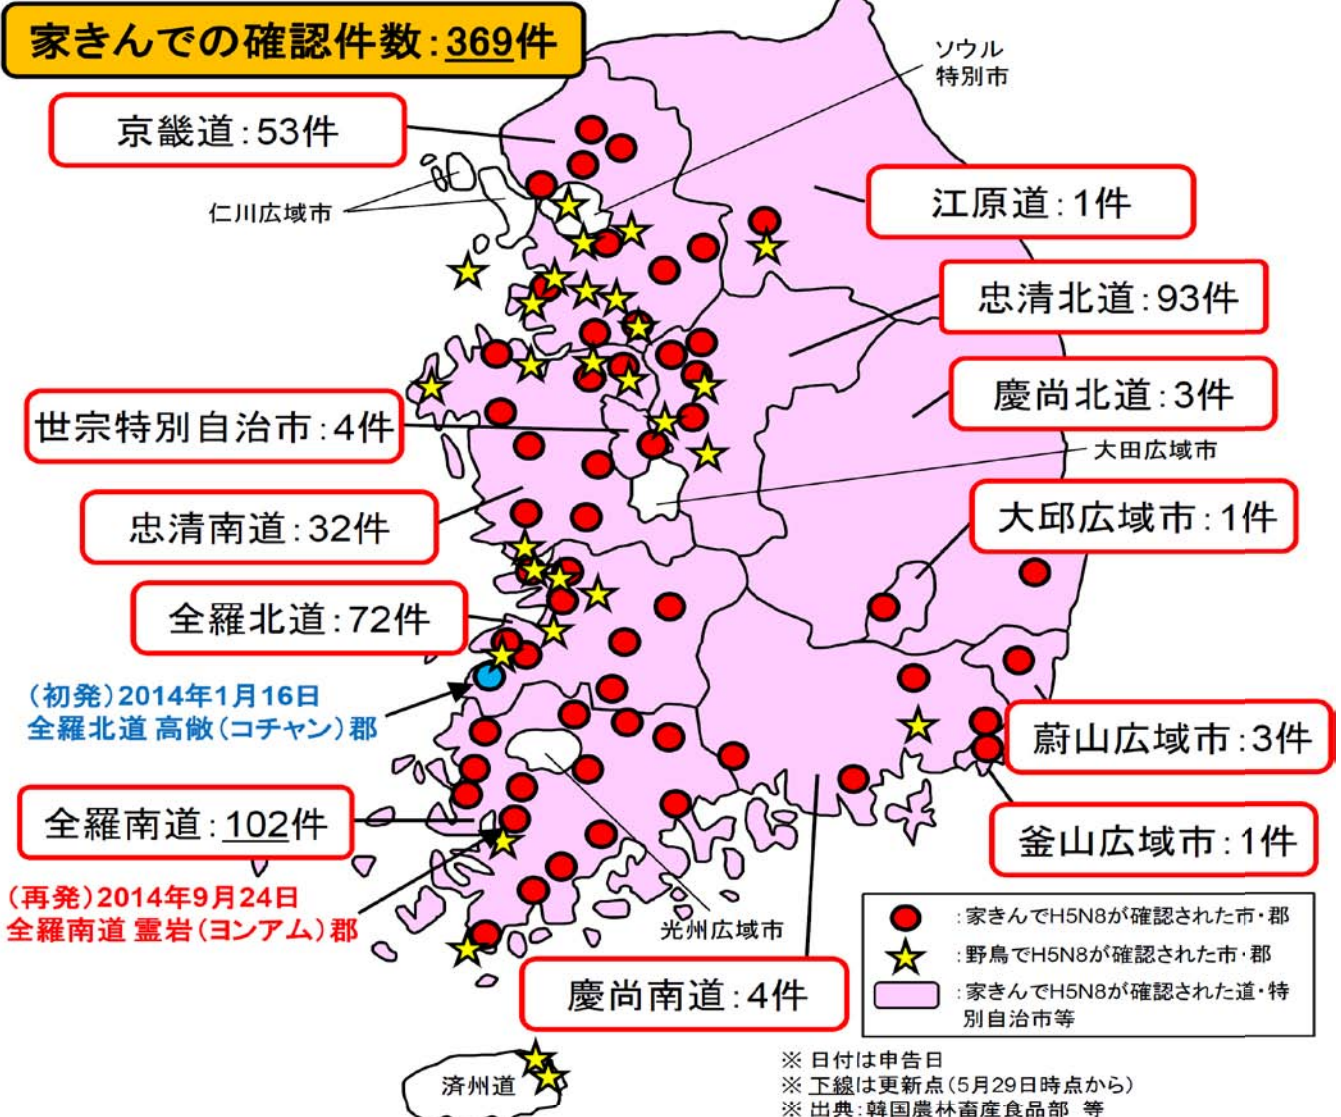 家きんでの確認件数:369件
ソウル
特別市
京畿道:53件
仁川広域市
江原道:1件
忠清北道:93件
慶尚北道:3件
世宗特別自治市:4件
大田広域市
大邱広域市:1件
忠清南道:32件
全羅北道:72件
(初発)2014年1月16日
全羅北道 高敞(コチャン)郡
蔚山広域市:3件
全羅南道:102件
釜山広域市:1件
(再発)2014年9月24日
全羅南道 霊岩(ヨンアム)郡
光州広域市
慶尚南道:4件
:家きんでH5N8が確認された市・郡
:野鳥でH5N8が確認された市・郡
:家きんでH5N8が確認された道・特
別自治市等
済州道
※ 日付は申告日
※ 下線は更新点(5月29日時点から)
※ 出典:韓国農林畜産食品部 等